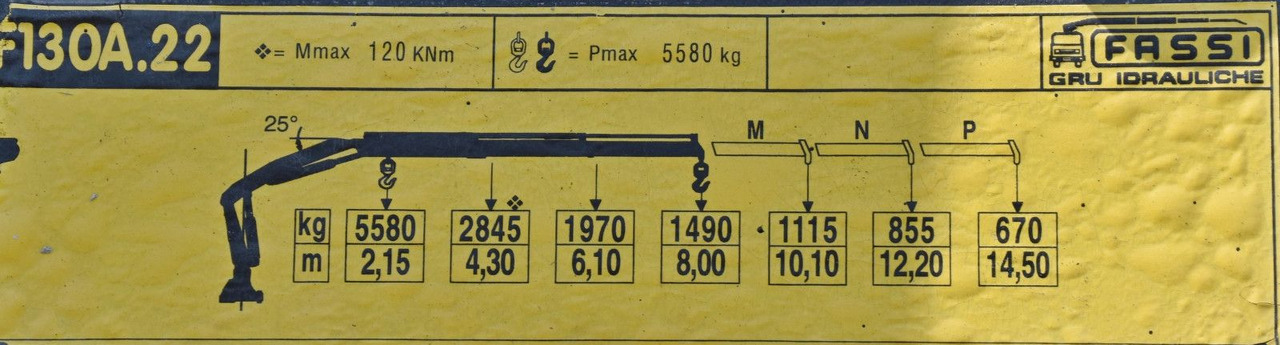 F130A.22
❖= Mmax 120 KNm
= Pmax 5580 kg
FASSI
GRU IDRAULICHE
25°
M N P
❖
kg 5580 2845 1970 1490 1115 855 670
m 2,15 4,30 6,10 8,00 10,10 12,20 14,50